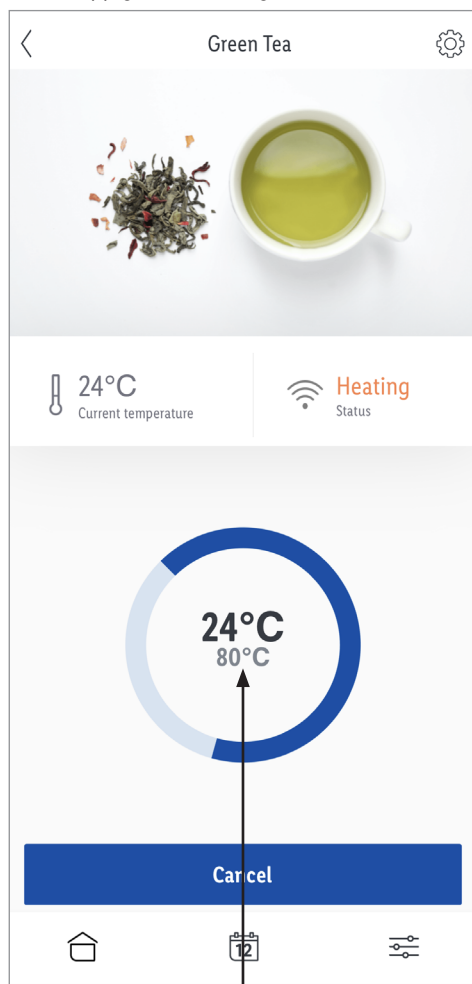 Green Tea
24°C
Current temperature
Heating
Status
24°C
80°C
Cancel
12